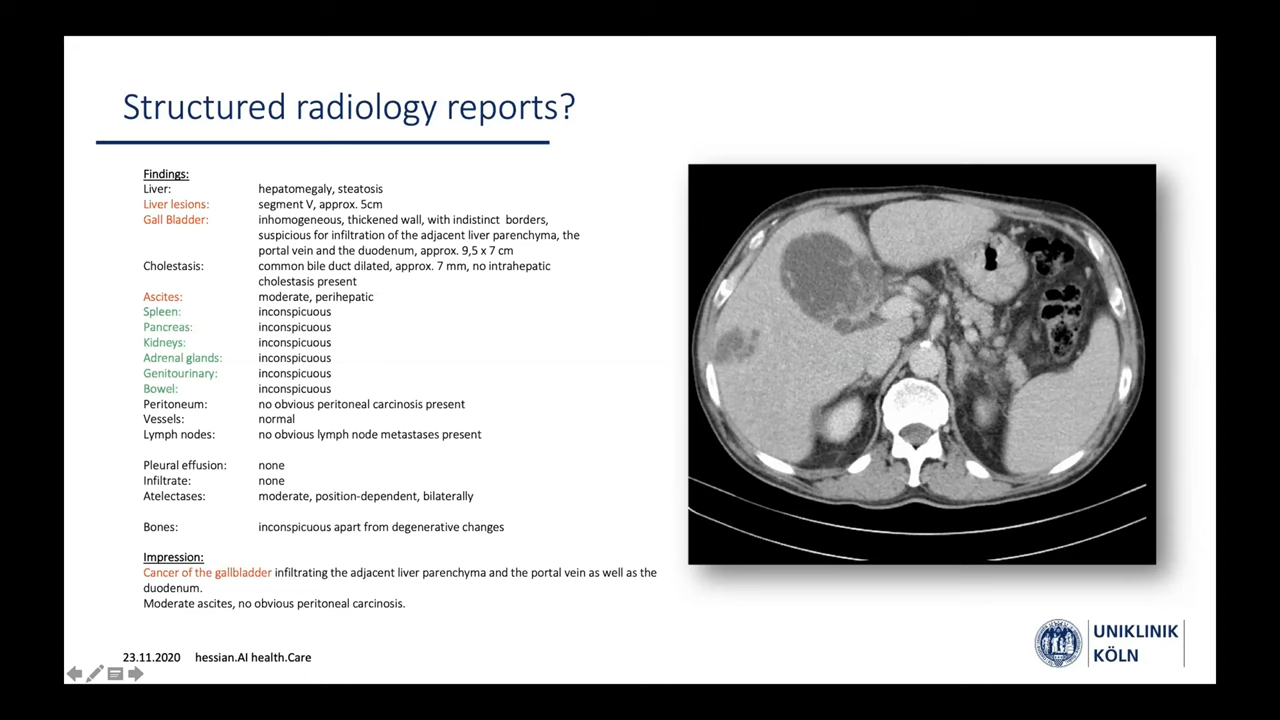 Structured radiology reports?
Findings:
Liver: hepatomegaly, steatosis
Liver lesions: segment V, approx. 5cm
Gall Bladder: inhomogeneous, thickened wall, with indistinct borders,
suspicious for infiltration of the adjacent liver parenchyma, the
portal vein and the duodenum, approx. 9,5 x 7 cm
Cholestasis: common bile duct dilated, approx. 7 mm, no intrahepatic
cholestasis present
Ascites: moderate, perihepatic
Spleen: inconspicuous
Pancreas: inconspicuous
Kidneys: inconspicuous
Adrenal glands: inconspicuous
Genitourinary: inconspicuous
Bowel: inconspicuous
Peritoneum: no obvious peritoneal carcinosis present
Vessels: normal
Lymph nodes: no obvious lymph node metastases present
Pleural effusion: none
Infiltrate: none
Atelectases: moderate, position-dependent, bilaterally
Bones: inconspicuous apart from degenerative changes
Impression:
Cancer of the gallbladder infiltrating the adjacent liver parenchyma and the portal vein as well as the
duodenum.
Moderate ascites, no obvious peritoneal carcinosis.
23.11.2020 hessian.AI health.Care
UNIKLINIK
KÖLN